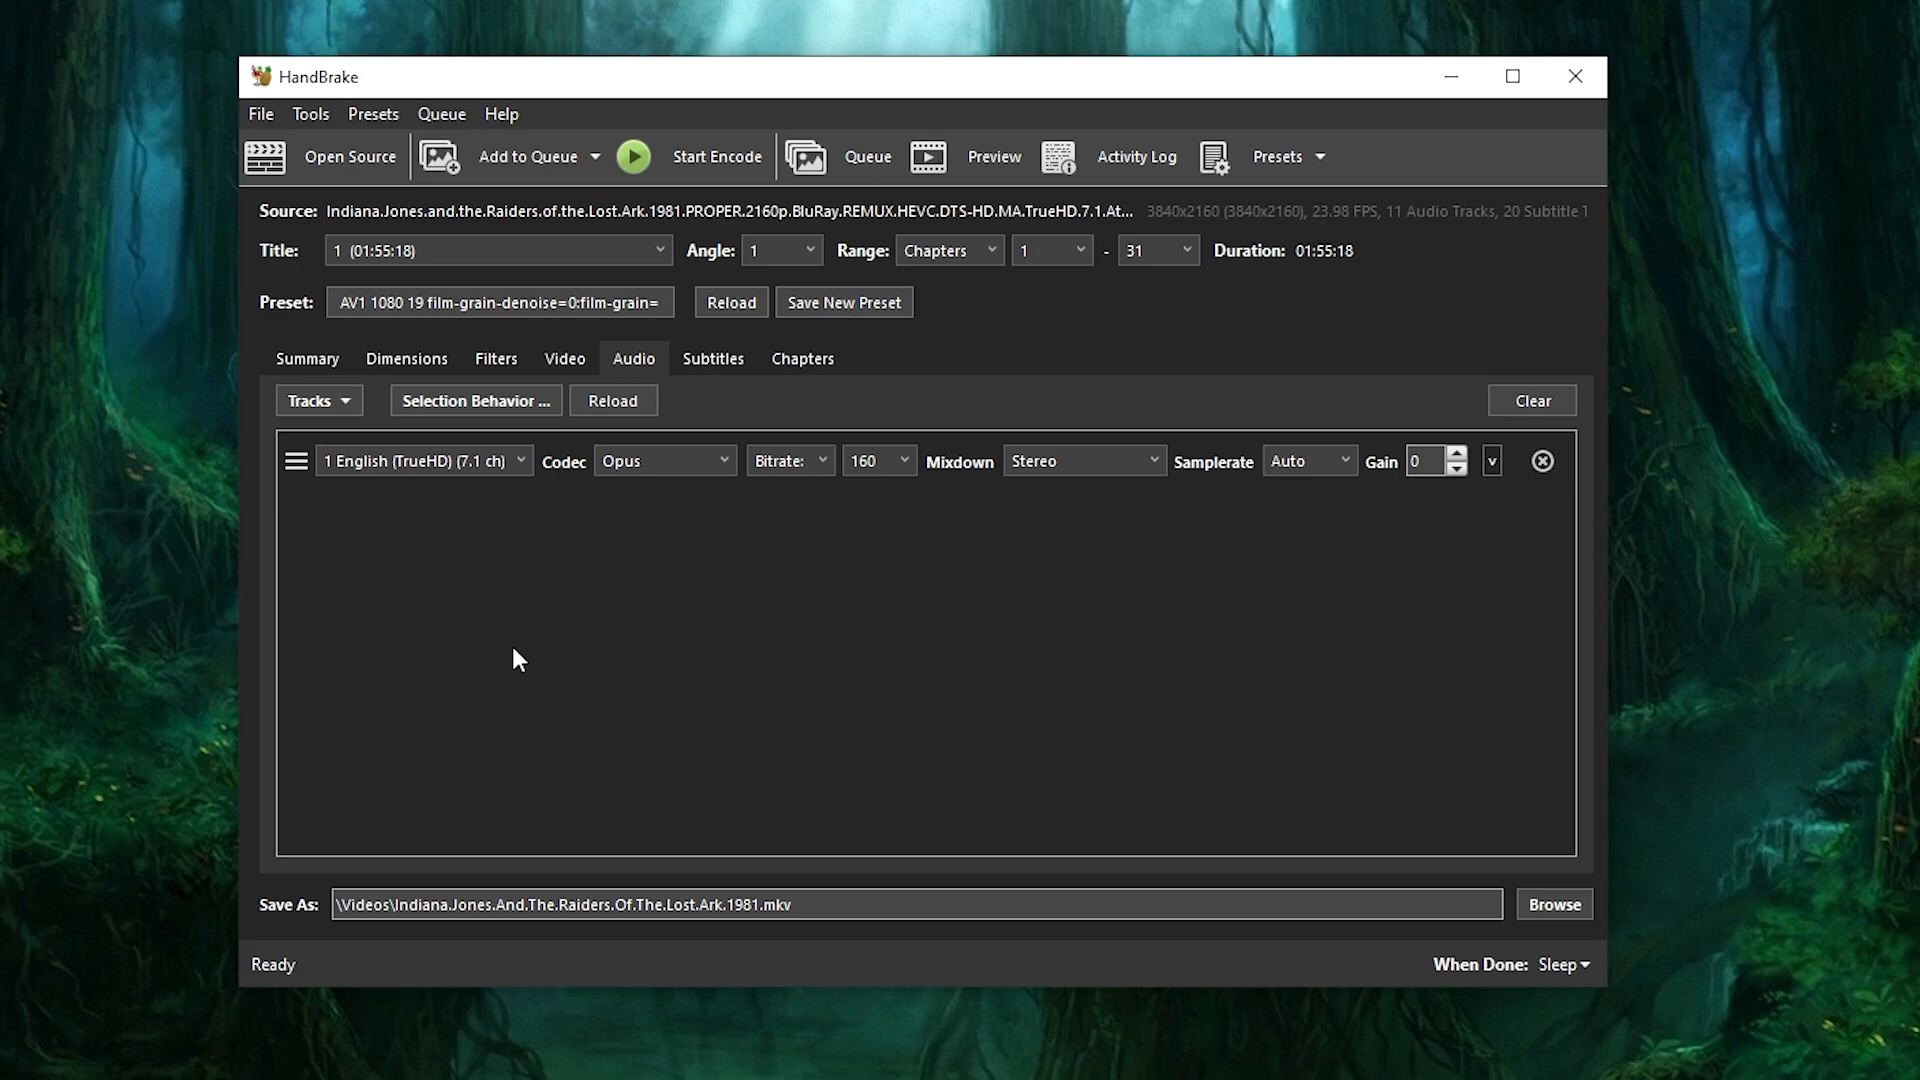 HandBrake
File Tools Presets Queue Help
Open Source Add to Queue Start Encode Queue Preview Activity Log Presets
Source: Indiana.Jones.and.the.Raiders.of.the.Lost.Ark.1981.PROPER.2160p.BluRay.REMUX.HEVC.DTS-HD.MA.TrueHD.7.1.At... 3840x2160 (3840x2160), 23.98 FPS, 11 Audio Tracks, 20 Subtitle T
Title: 1 (01:55:18) Angle: 1 Range: Chapters 1 - 31 Duration: 01:55:18
Preset: AV1 1080 19 film-grain-denoise=0:film-grain= Reload Save New Preset
Summary Dimensions Filters Video Audio Subtitles Chapters
Tracks Selection Behavior ... Reload Clear
1 English (TrueHD) (7.1 ch) Codec Opus Bitrate: 160 Mixdown Stereo Samplerate Auto Gain 0 v
Save As: \Videos\Indiana.Jones.And.The.Raiders.Of.The.Lost.Ark.1981.mkv Browse
Ready When Done: Sleep